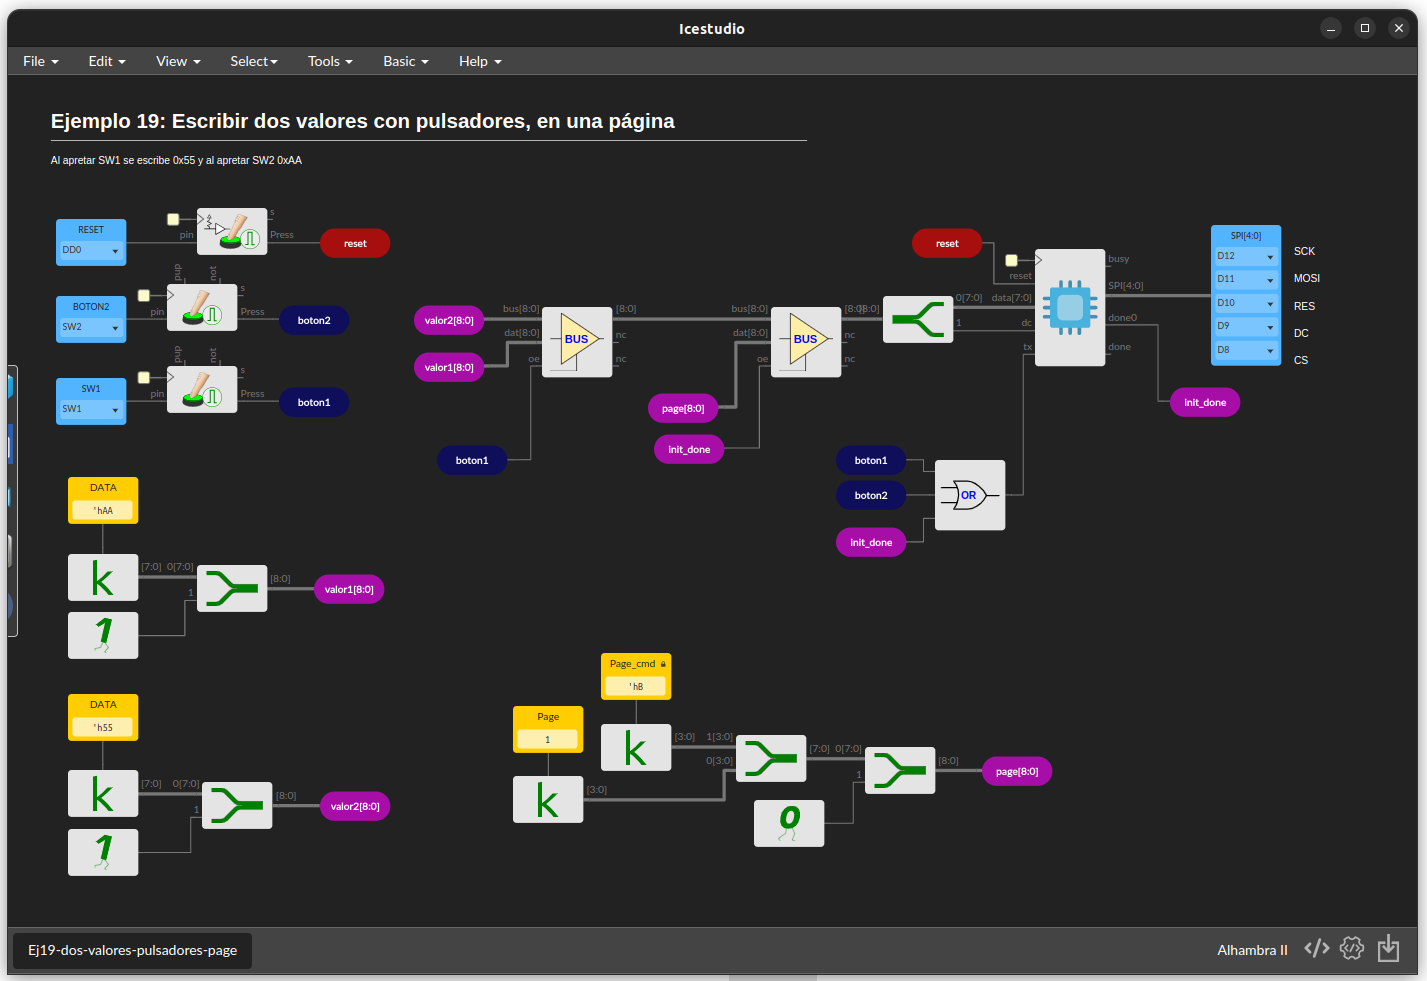 Icestudio
File Edit View Select Tools Basic Help
Ejemplo 19: Escribir dos valores con pulsadores, en una página
Al apretar SW1 se escribe 0x55 y al apretar SW2 0xAA
RESET
DD0
pin
s
Press
reset
BOTON2
SW2
pin
pup
not
s
Press
boton2
SW1
SW1
pin
pup
not
s
Press
boton1
valor2[8:0]
valor1[8:0]
boton1
bus[8:0]
dat[8:0]
oe
BUS
[8:0]
nc
nc
page[8:0]
init_done
bus[8:0]
dat[8:0]
oe
BUS
[8:0]
nc
nc
0[7:0]
1
reset
reset
data[7:0]
dc
tx
busy
SPI[4:0]
done0
done
init_done
SPI[4:0]
D12
D11
D10
D9
D8
SCK
MOSI
RES
DC
CS
boton1
boton2
init_done
OR
DATA
'hAA
k
[7:0] 0[7:0]
1
1
[8:0]
valor1[8:0]
DATA
'h55
k
[7:0] 0[7:0]
1
1
[8:0]
valor2[8:0]
Page_cmd
'hB
Page
1
k
[3:0] 1[3:0]
0[3:0]
k
[3:0]
[7:0] 0[7:0]
1
0
[8:0]
page[8:0]
Ej19-dos-valores-pulsadores-page
Alhambra II